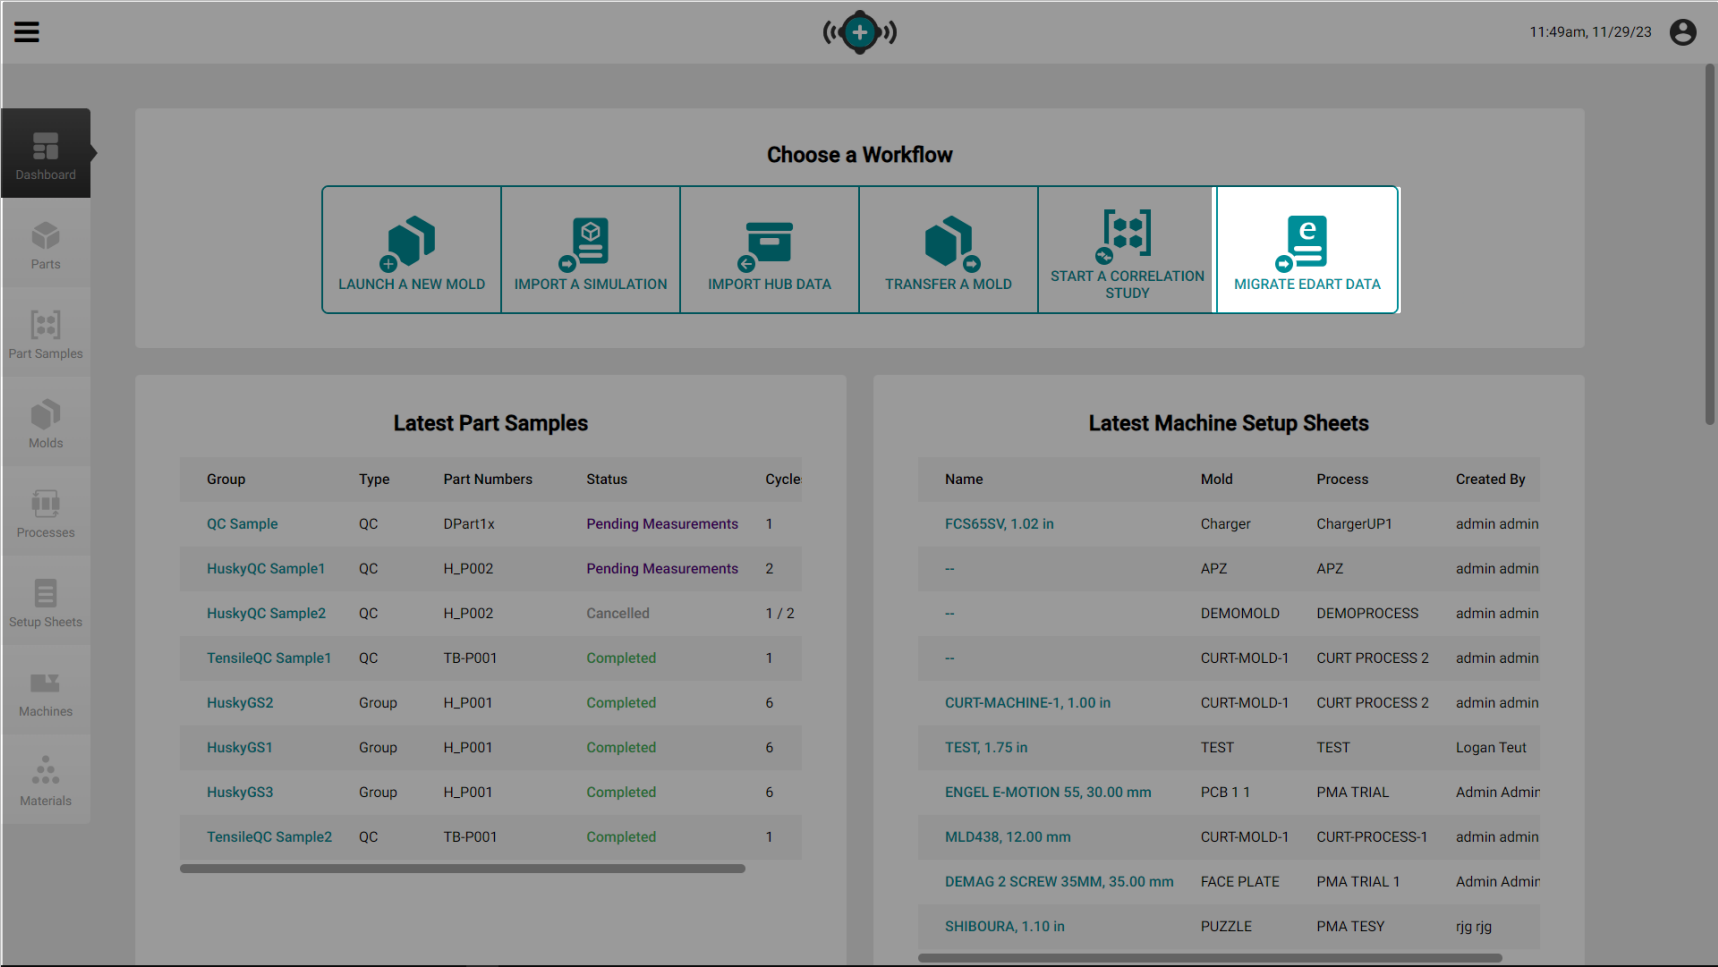 11:49am, 11/29/23
Dashboard
Parts
Part Samples
Molds
Processes
Setup Sheets
Machines
Materials
Choose a Workflow
LAUNCH A NEW MOLD
IMPORT A SIMULATION
IMPORT HUB DATA
TRANSFER A MOLD
START A CORRELATION
STUDY
e
MIGRATE EDART DATA
Latest Part Samples
Group Type Part Numbers Status Cycle
QC Sample QC DPart1x Pending Measurements 1
HuskyQC Sample1 QC H_P002 Pending Measurements 2
HuskyQC Sample2 QC H_P002 Cancelled 1 / 2
TensileQC Sample1 QC TB-P001 Completed 1
HuskyGS2 Group H_P001 Completed 6
HuskyGS1 Group H_P001 Completed 6
HuskyGS3 Group H_P001 Completed 6
TensileQC Sample2 QC TB-P001 Completed 1
Latest Machine Setup Sheets
Name Mold Process Created By
FCS65SV, 1.02 in Charger ChargerUP1 admin admin
-- APZ APZ admin admin
-- DEMOMOLD DEMOPROCESS admin admin
-- CURT-MOLD-1 CURT PROCESS 2 admin admin
CURT-MACHINE-1, 1.00 in CURT-MOLD-1 CURT PROCESS 2 admin admin
TEST, 1.75 in TEST TEST Logan Teut
ENGEL E-MOTION 55, 30.00 mm PCB 1 1 PMA TRIAL Admin Admin
MLD438, 12.00 mm CURT-MOLD-1 CURT-PROCESS-1 admin admin
DEMAG 2 SCREW 35MM, 35.00 mm FACE PLATE PMA TRIAL 1 Admin Admin
SHIBOURA, 1.10 in PUZZLE PMA TESY rjg rjg